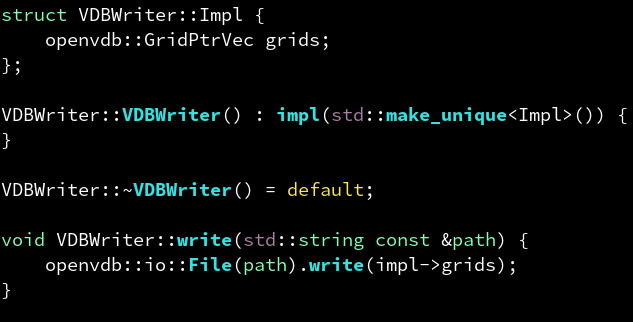 struct VDBWriter::Impl {
    openvdb::GridPtrVec grids;
};

VDBWriter::VDBWriter() : impl(std::make_unique<Impl>()) {
}

VDBWriter::~VDBWriter() = default;

void VDBWriter::write(std::string const &path) {
    openvdb::io::File(path).write(impl->grids);
}